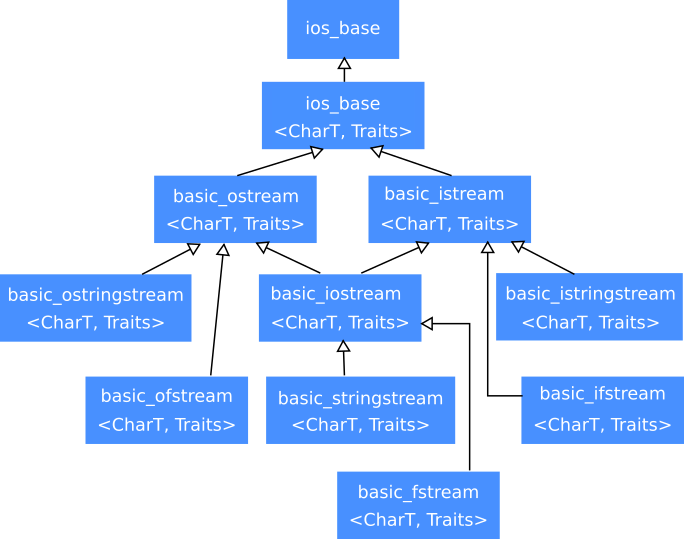 ios_base
ios_base
<CharT, Traits>
basic_ostream
<CharT, Traits>
basic_istream
<CharT, Traits>
basic_ostringstream
<CharT, Traits>
basic_iostream
<CharT, Traits>
basic_istringstream
<CharT, Traits>
basic_ofstream
<CharT, Traits>
basic_stringstream
<CharT, Traits>
basic_ifstream
<CharT, Traits>
basic_fstream
<CharT, Traits>